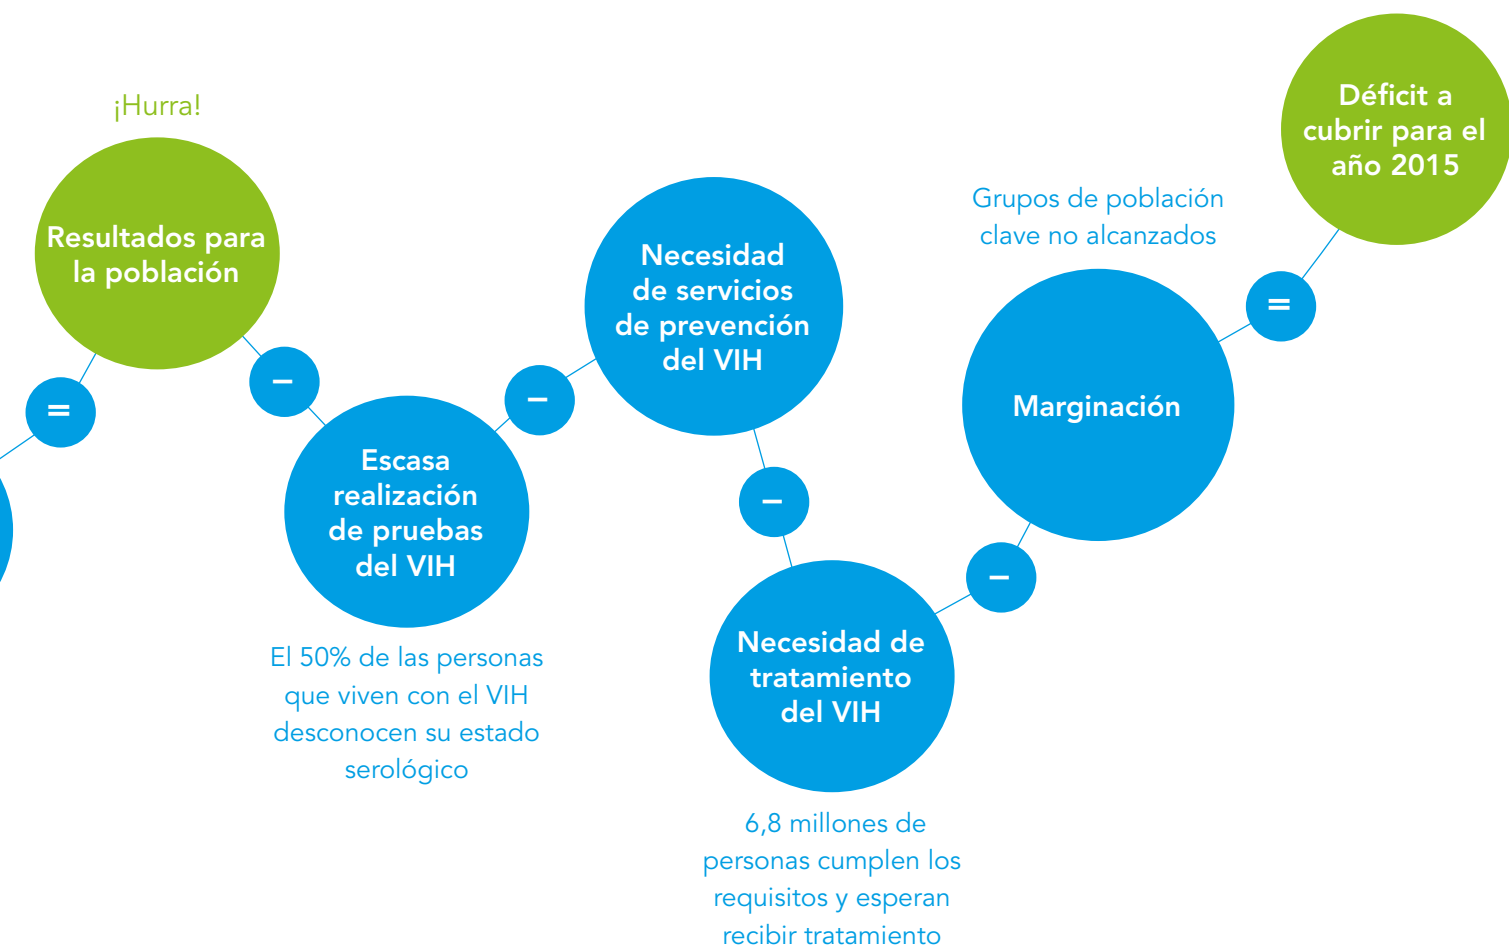 ¡Hurra!
Resultados para
la población
=
–
Escasa
realización
de pruebas
del VIH
El 50% de las personas
que viven con el VIH
desconocen su estado
serológico
–
Necesidad
de servicios
de prevención
del VIH
–
Necesidad de
tratamiento
del VIH
6,8 millones de
personas cumplen los
requisitos y esperan
recibir tratamiento
–
Grupos de población
clave no alcanzados
Marginación
=
Déficit a
cubrir para el
año 2015